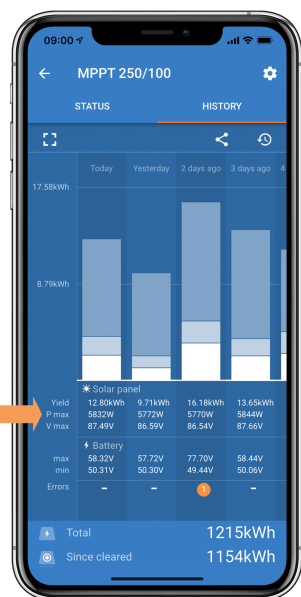 09:00
MPPT 250/100
STATUS HISTORY
Today Yesterday 2 days ago 3 days ago 4
17.58kWh
8.79kWh
Solar panel
Yield 12.80kWh 9.71kWh 16.18kWh 13.65kWh
P max 5832W 5772W 5770W 5844W
V max 87.49V 86.59V 86.54V 87.66V
Battery
max 58.32V 57.72V 77.70V 58.44V
min 50.31V 50.30V 49.44V 50.06V
Errors – – 1 –
Total 1215kWh
Since cleared 1154kWh